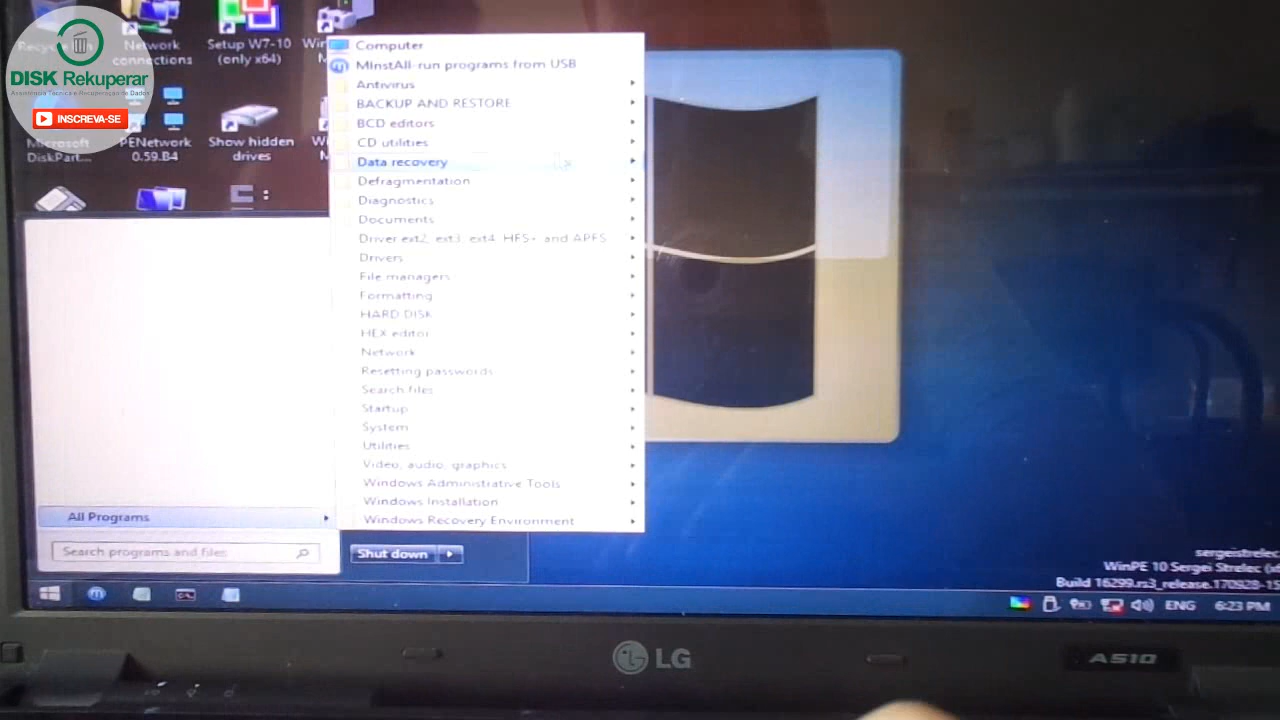 Recycle Bin
Network
connections
Setup W7-10
(only x64)
DISK Rekuperar
Assistência Técnica e Recuperação de Dados
INSCREVA-SE
Microsoft
DiskPart...
PENetwork
0.59.B4
Show hidden
drives
Computer
MInstAll-run programs from USB
Antivirus
BACKUP AND RESTORE
BCD editors
CD utilities
Data recovery
Defragmentation
Diagnostics
Documents
Driver ext2, ext3, ext4, HFS+ and APFS
Drivers
File managers
Formatting
HARD DISK
HEX editor
Network
Resetting passwords
Search files
Startup
System
Utilities
Video, audio, graphics
Windows Administrative Tools
Windows Installation
Windows Recovery Environment
All Programs
Search programs and files
Shut down
sergeistrelec
WinPE 10 Sergei Strelec (x
Build 16299.rs3_release.170928-15
ENG
6:23 PM
LG
A510